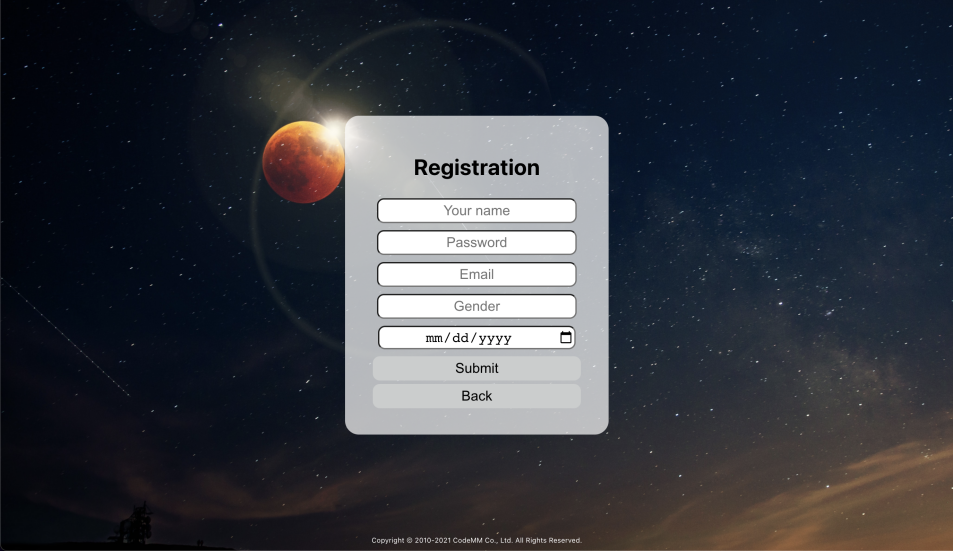 Registration
Your name
Password
Email
Gender
mm/dd/yyyy
Submit
Back
Copyright © 2010-2021 CodeMM Co., Ltd. All Rights Reserved.